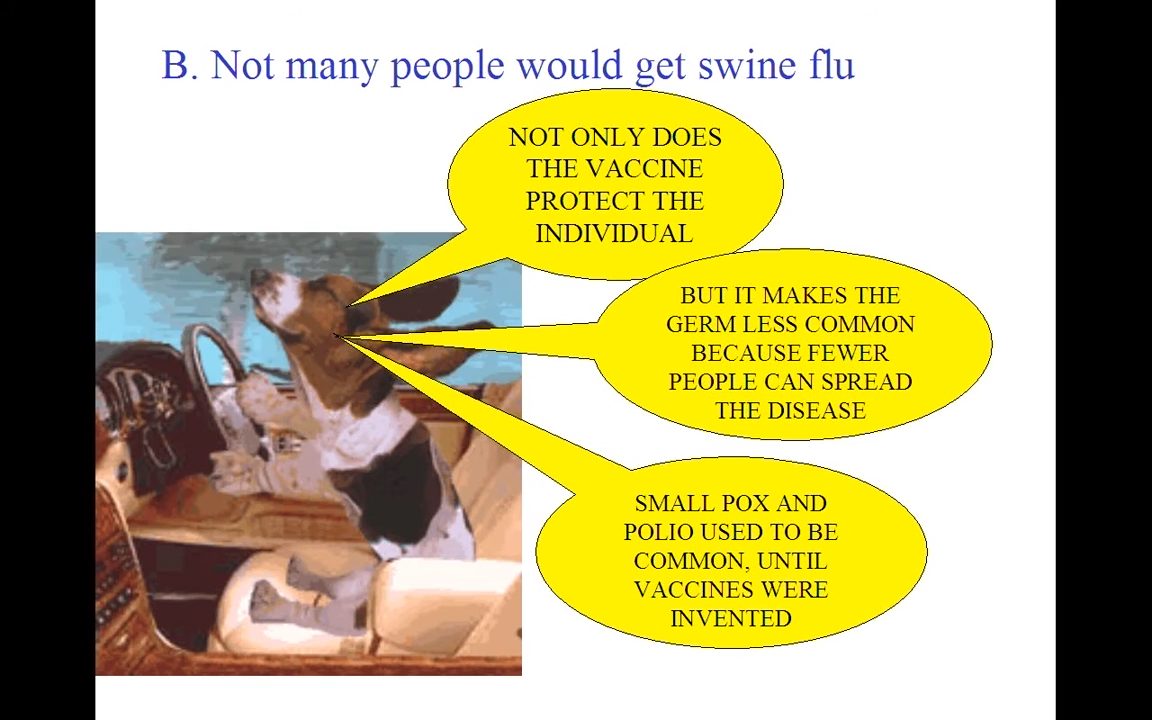 B. Not many people would get swine flu
NOT ONLY DOES
THE VACCINE
PROTECT THE
INDIVIDUAL
BUT IT MAKES THE
GERM LESS COMMON
BECAUSE FEWER
PEOPLE CAN SPREAD
THE DISEASE
SMALL POX AND
POLIO USED TO BE
COMMON, UNTIL
VACCINES WERE
INVENTED